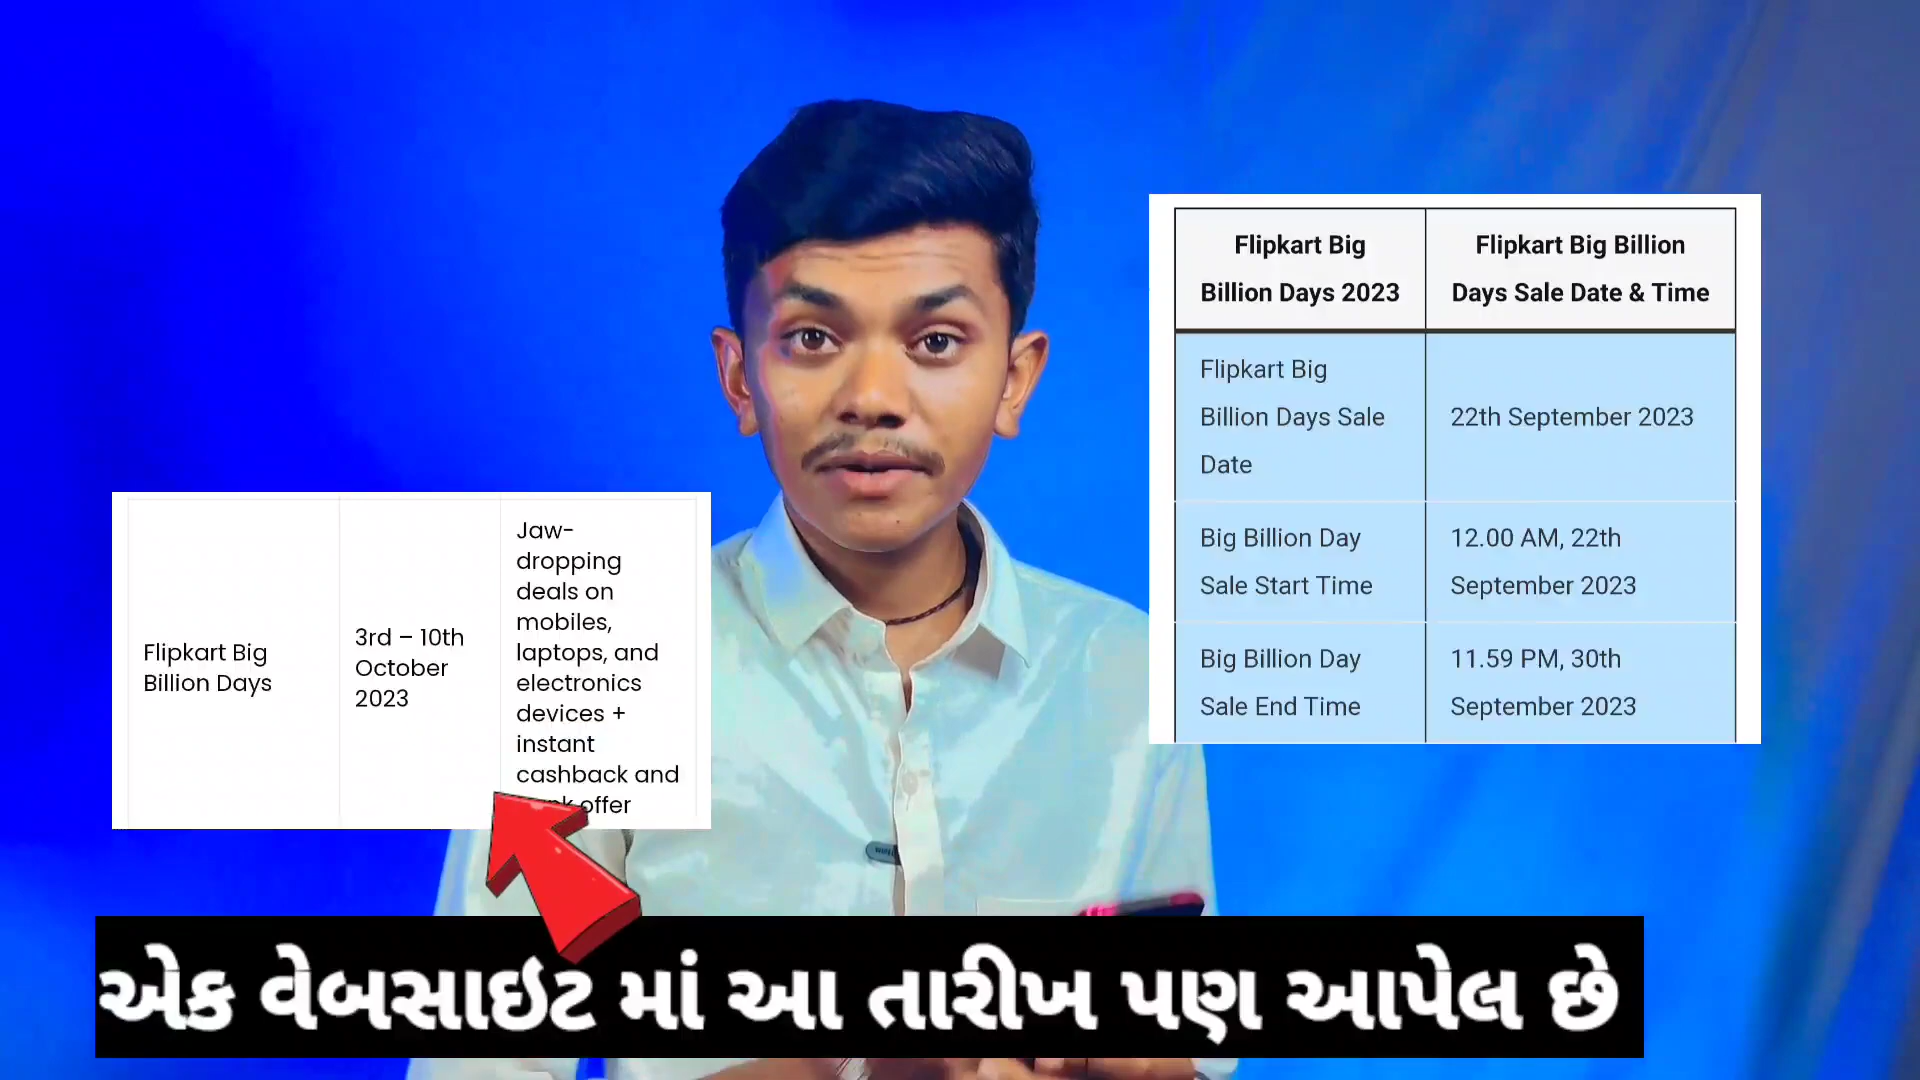 Flipkart Big
Billion Days 2023
Flipkart Big Billion
Days Sale Date & Time
Flipkart Big
Billion Days Sale
Date
22th September 2023
Big Billion Day
Sale Start Time
12.00 AM, 22th
September 2023
Big Billion Day
Sale End Time
11.59 PM, 30th
September 2023
Flipkart Big
Billion Days
3rd – 10th
October
2023
Jaw-
dropping
deals on
mobiles,
laptops, and
electronics
devices +
instant
cashback and
offer
એક વેબસાઇટ માં આ તારીખ પણ આપેલ છે